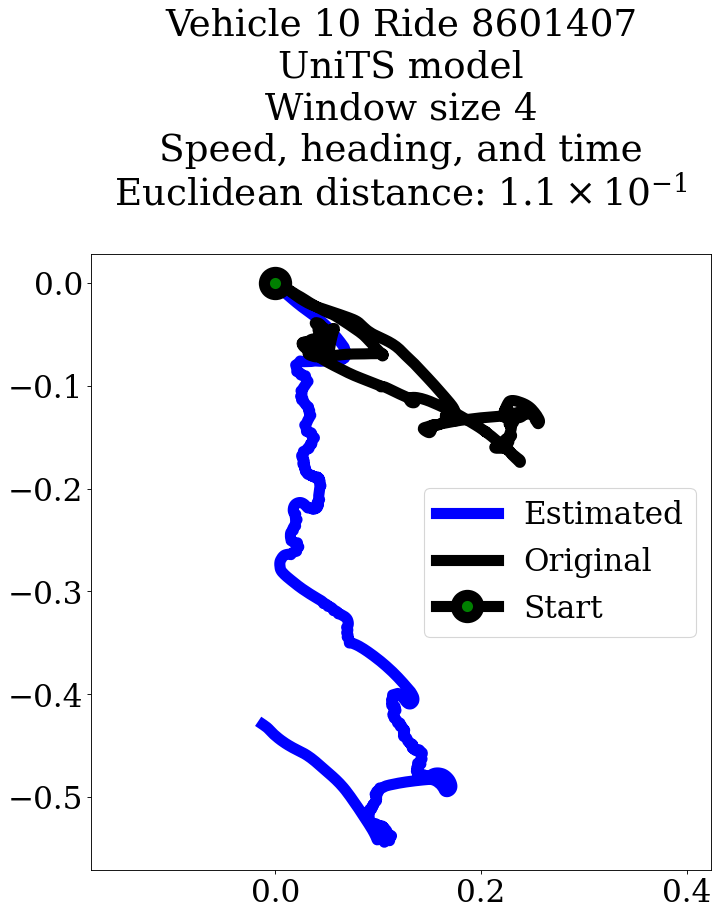 Vehicle 10 Ride 8601407
UniTS model
Window size 4
Speed, heading, and time
Euclidean distance: 1.1 × 10⁻¹
0.0
−0.1
−0.2
−0.3
−0.4
−0.5
Estimated
Original
Start
0.0 0.2 0.4